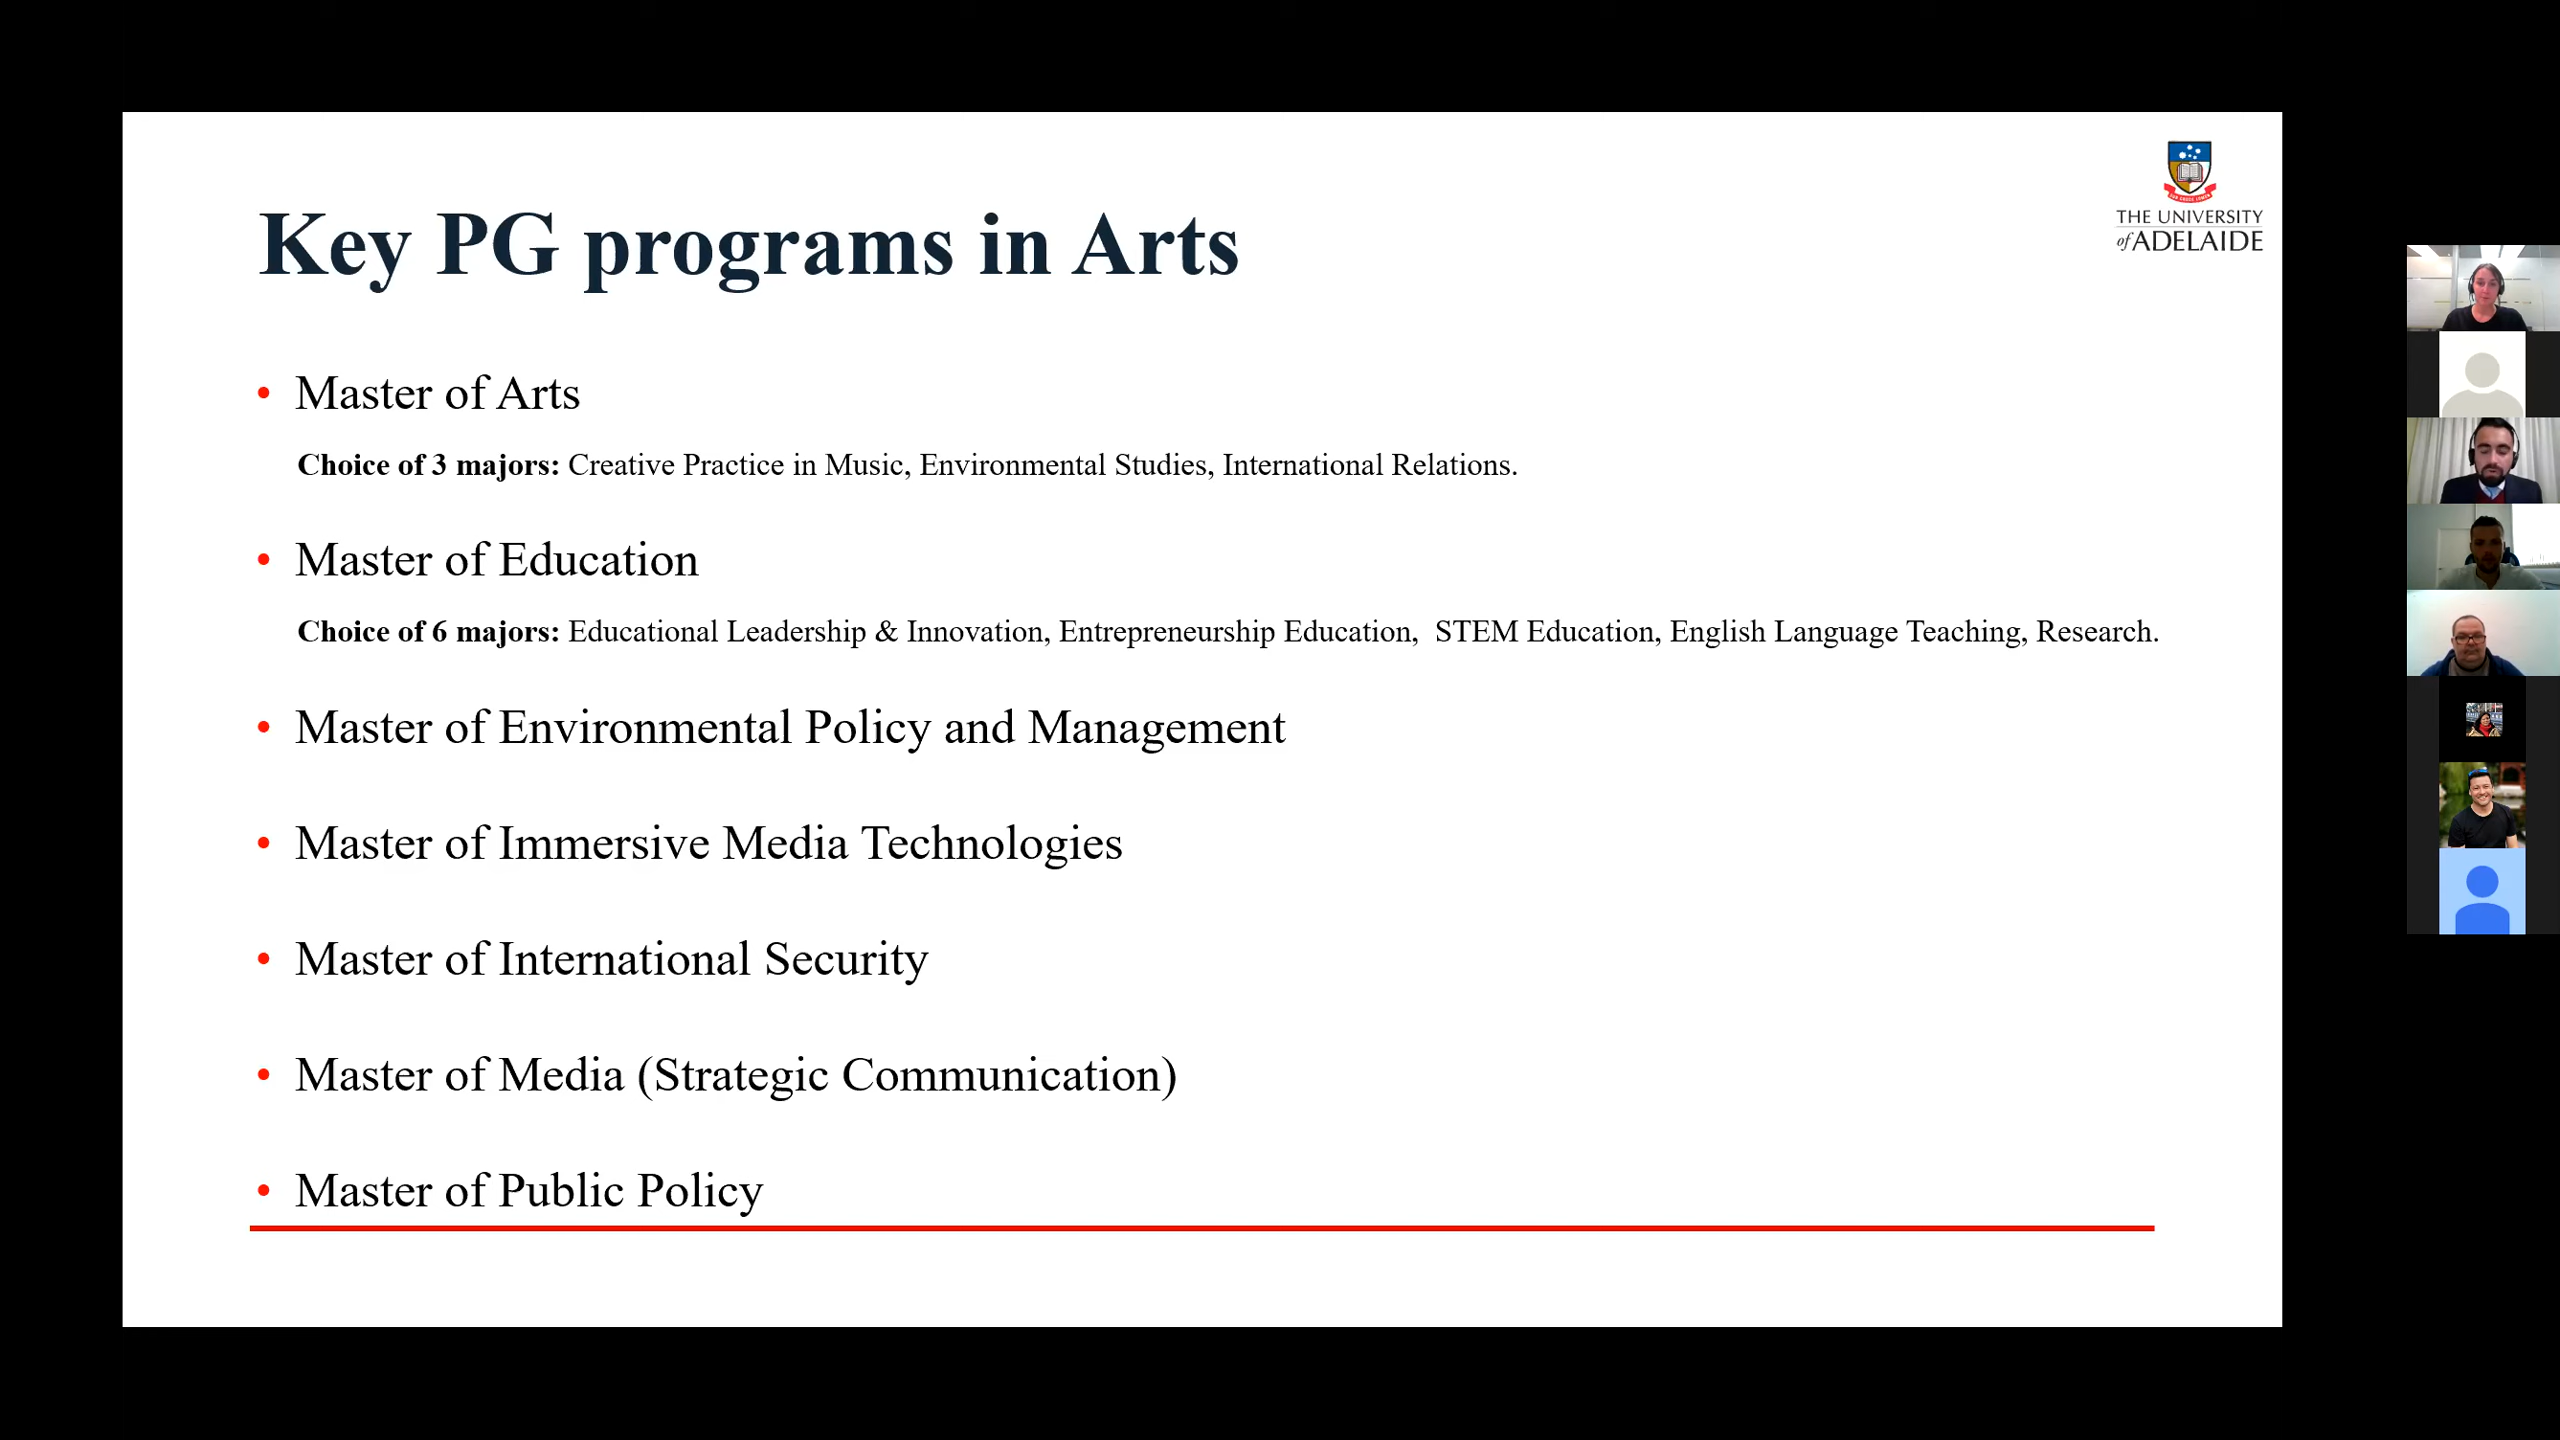 THE UNIVERSITY
of ADELAIDE
Key PG programs in Arts
• Master of Arts
Choice of 3 majors: Creative Practice in Music, Environmental Studies, International Relations.
• Master of Education
Choice of 6 majors: Educational Leadership & Innovation, Entrepreneurship Education,  STEM Education, English Language Teaching, Research.
• Master of Environmental Policy and Management
• Master of Immersive Media Technologies
• Master of International Security
• Master of Media (Strategic Communication)
• Master of Public Policy